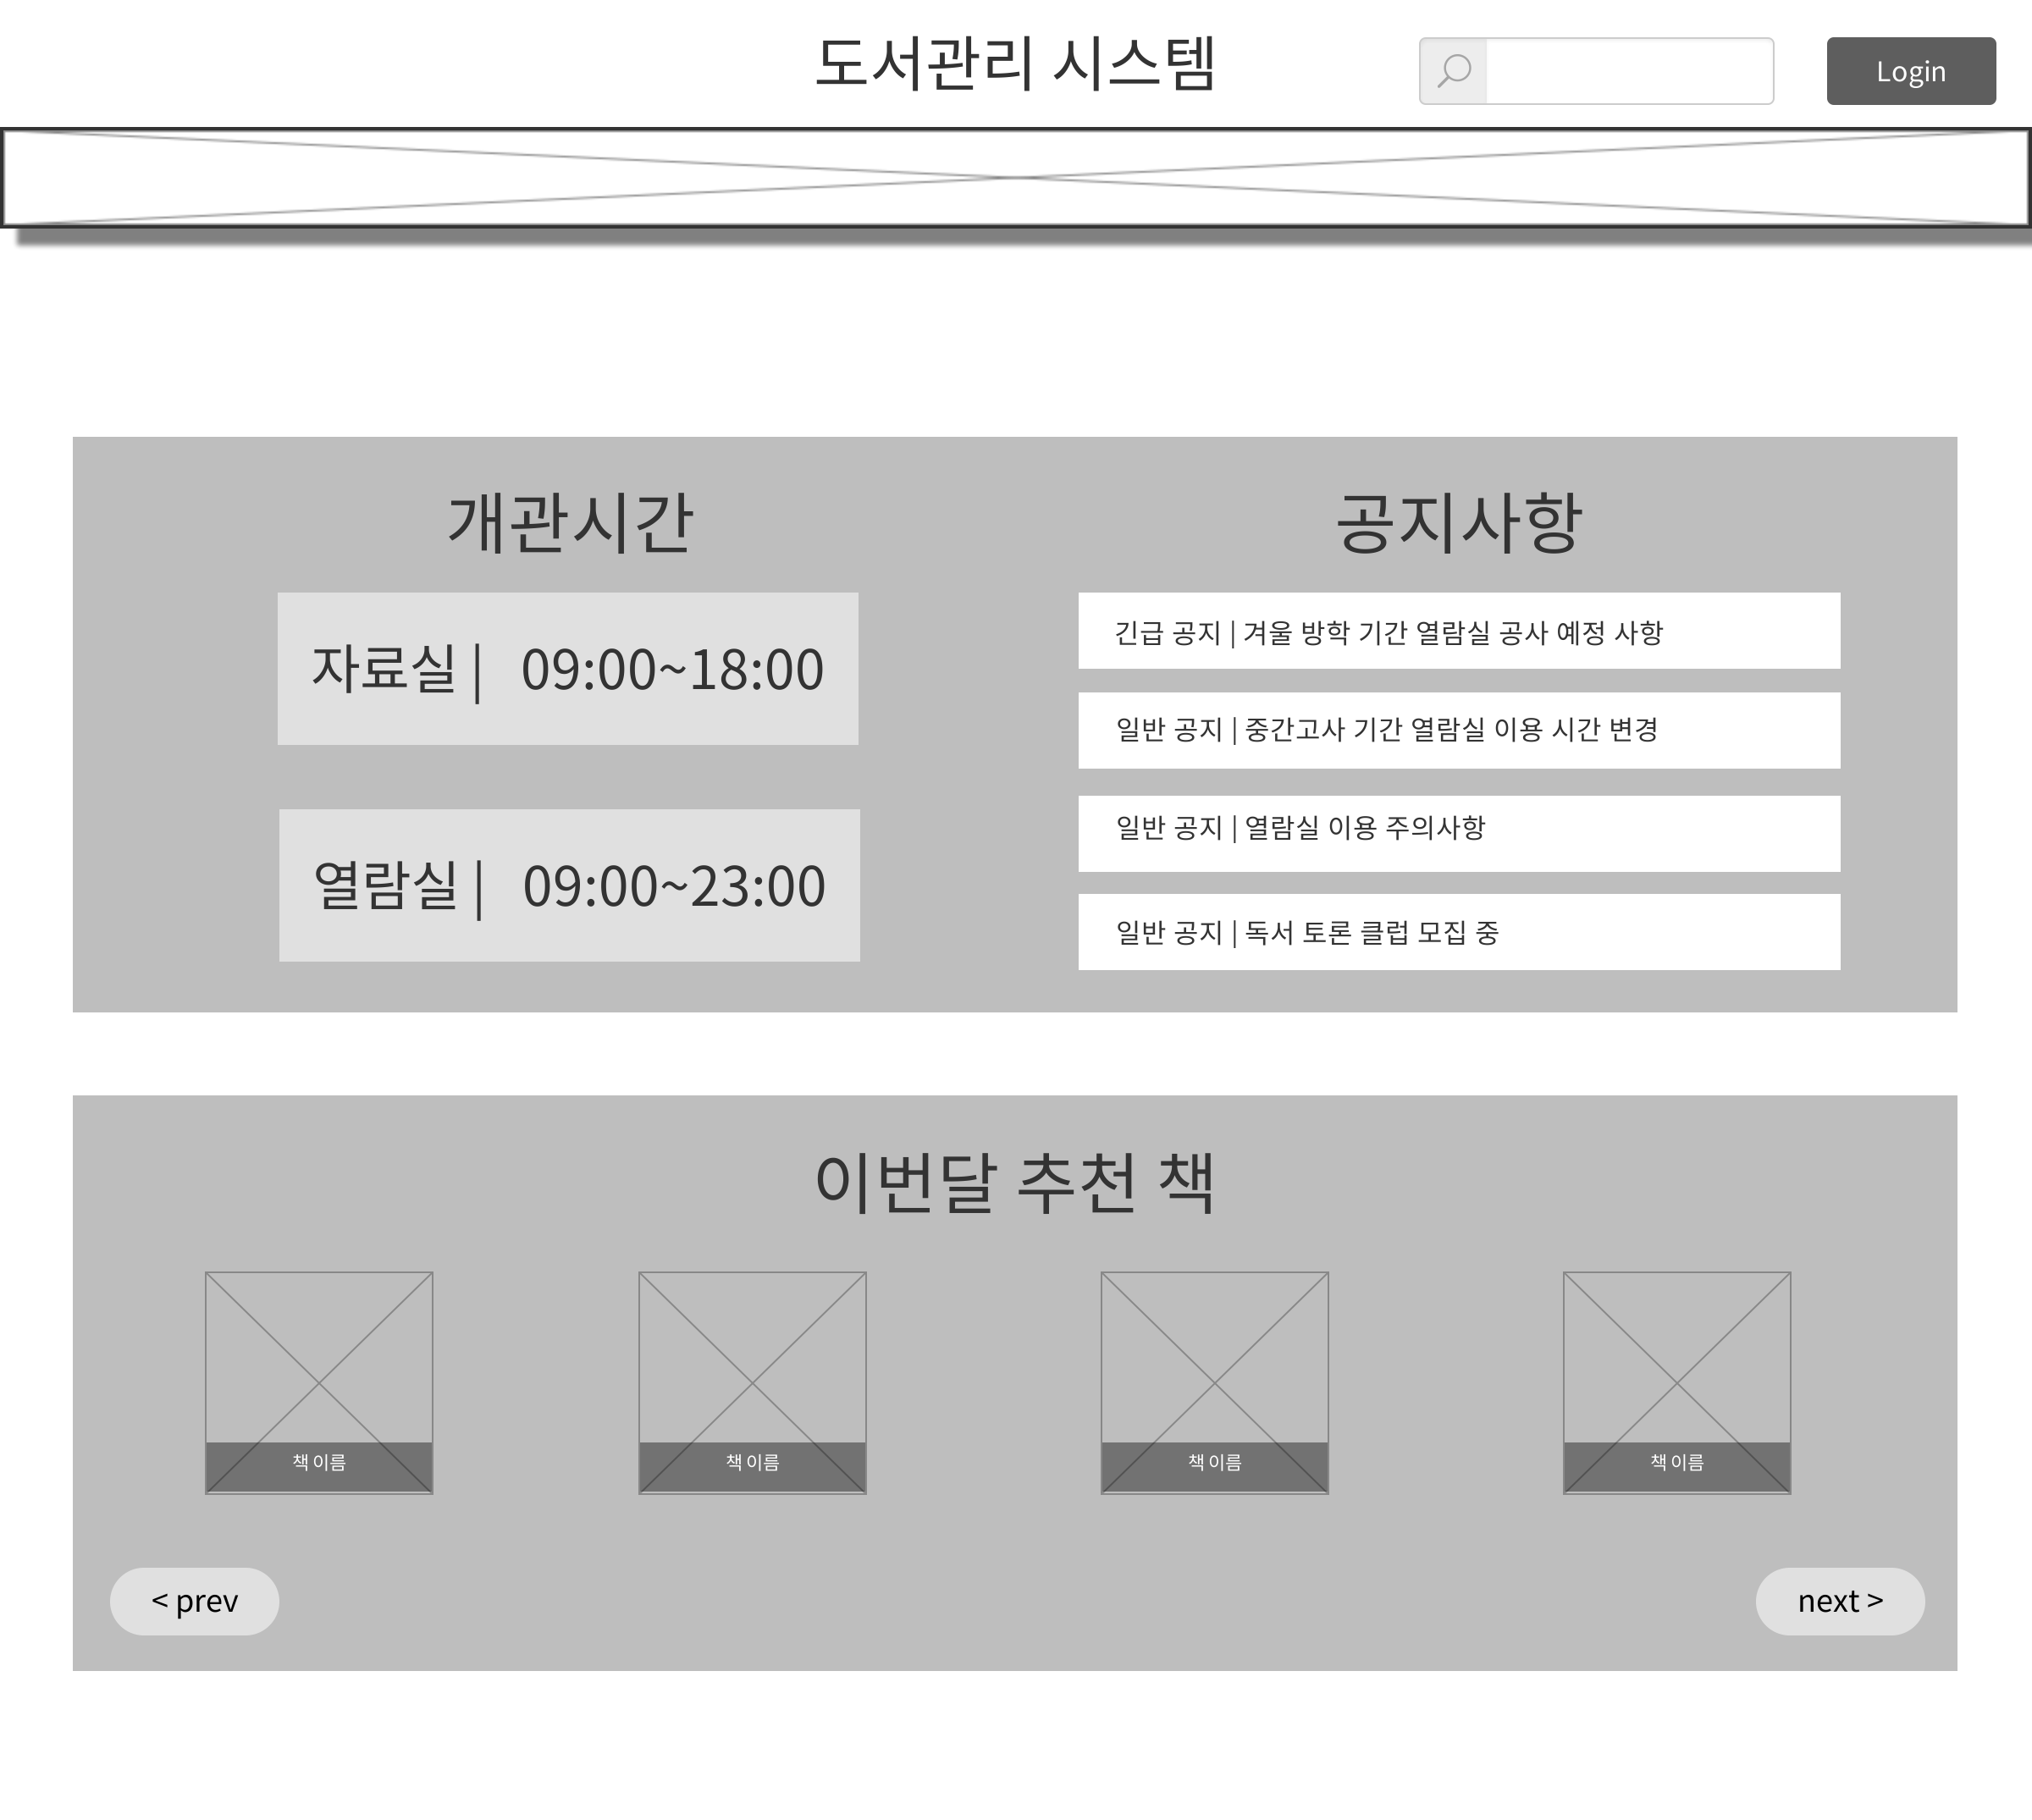 도서관리 시스템
Login
개관시간
자료실 | 09:00~18:00
열람실 | 09:00~23:00
공지사항
긴급 공지 | 겨울 방학 기간 열람실 공사 예정 사항
일반 공지 | 중간고사 기간 열람실 이용 시간 변경
일반 공지 | 열람실 이용 주의사항
일반 공지 | 독서 토론 클럽 모집 중
이번달 추천 책
책 이름
책 이름
책 이름
책 이름
< prev
next >